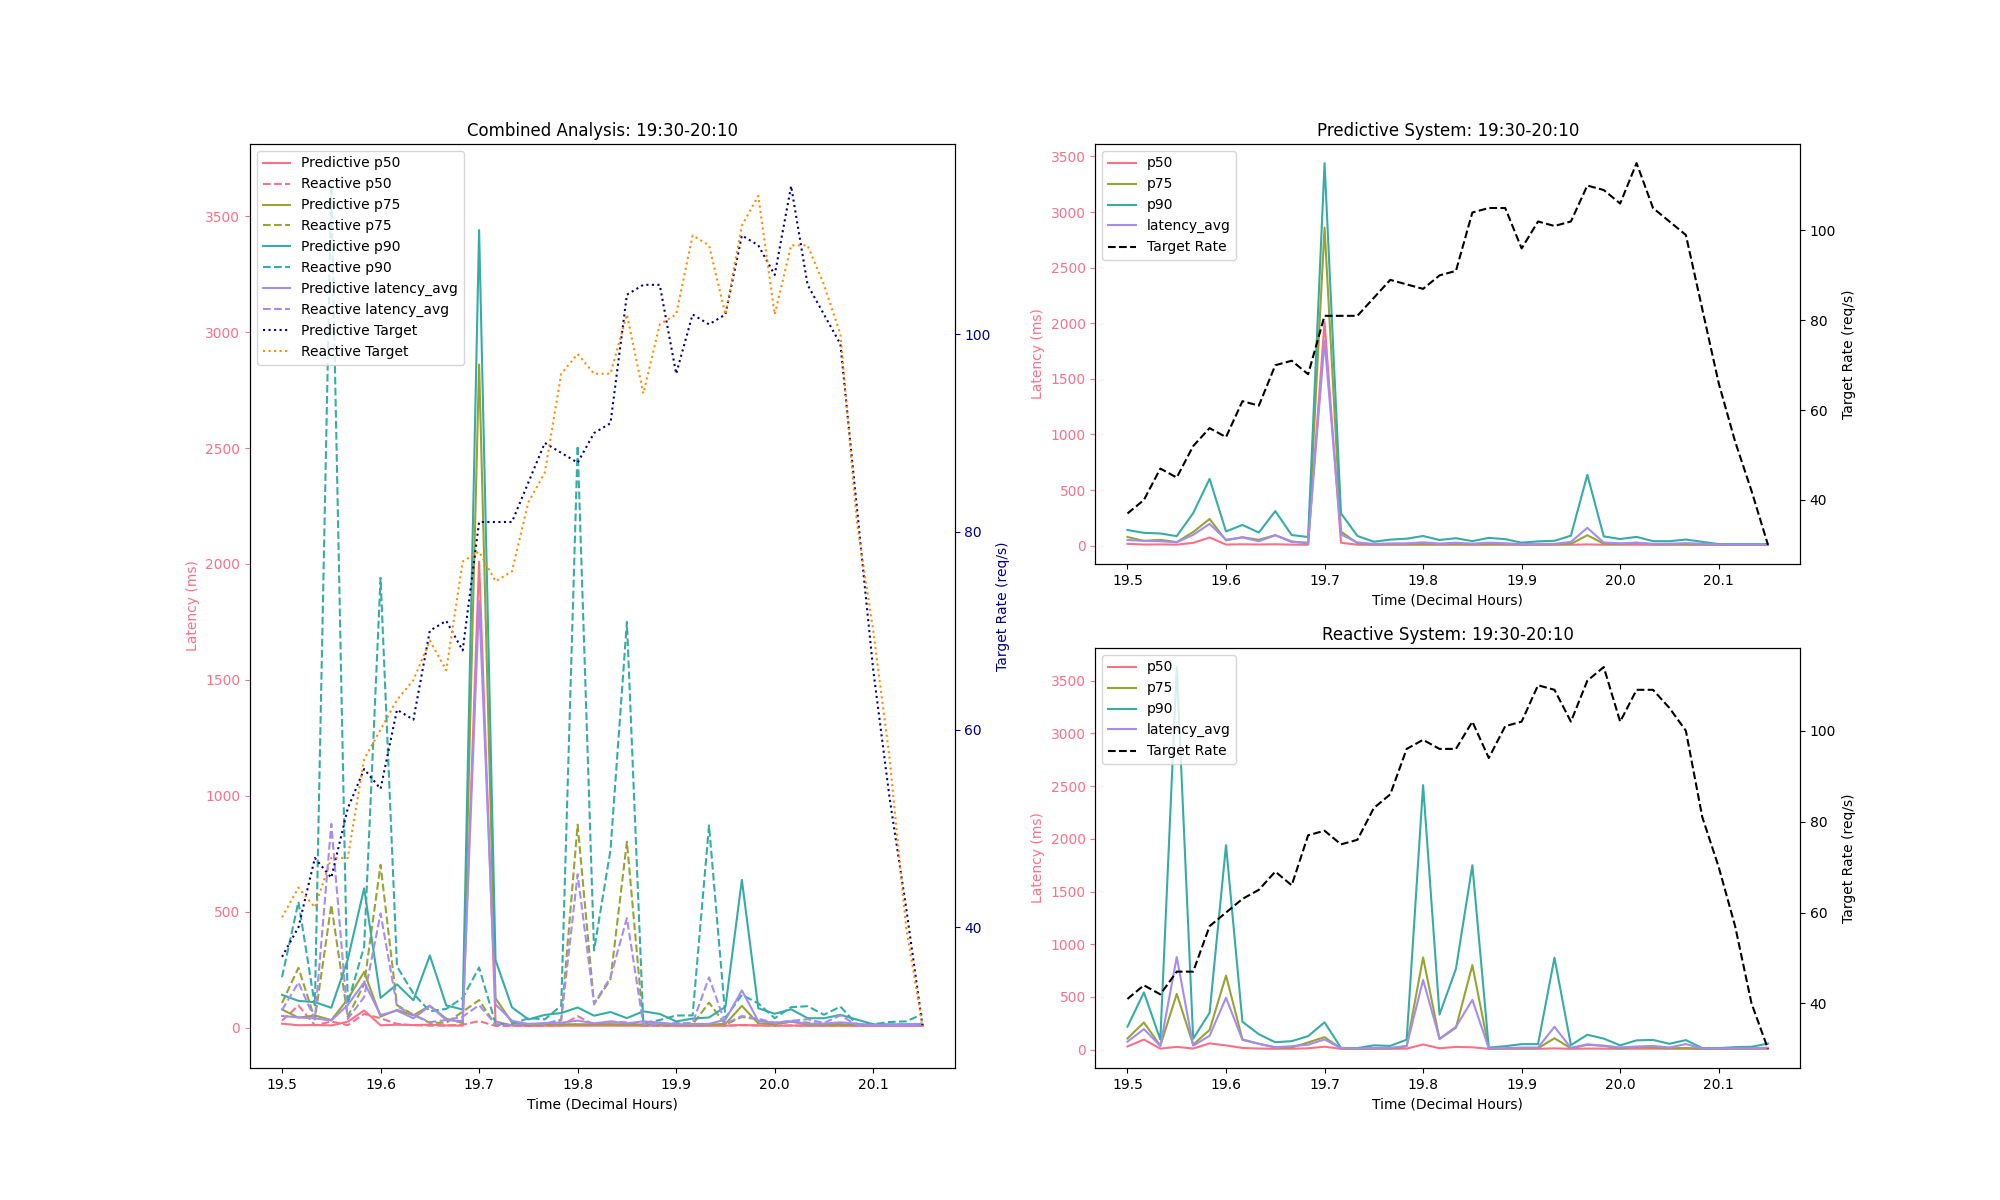 Combined Analysis: 19:30-20:10
Predictive p50
Reactive p50
Predictive p75
Reactive p75
Predictive p90
Reactive p90
Predictive latency_avg
Reactive latency_avg
Predictive Target
Reactive Target
3500
3000
2500
2000
1500
1000
500
0
Latency (ms)
100
80
60
40
Target Rate (req/s)
19.5 19.6 19.7 19.8 19.9 20.0 20.1
Time (Decimal Hours)
Predictive System: 19:30-20:10
p50
p75
p90
latency_avg
Target Rate
3500
3000
2500
2000
1500
1000
500
0
Latency (ms)
100
80
60
40
Target Rate (req/s)
19.5 19.6 19.7 19.8 19.9 20.0 20.1
Time (Decimal Hours)
Reactive System: 19:30-20:10
p50
p75
p90
latency_avg
Target Rate
3500
3000
2500
2000
1500
1000
500
0
Latency (ms)
100
80
60
40
Target Rate (req/s)
19.5 19.6 19.7 19.8 19.9 20.0 20.1
Time (Decimal Hours)